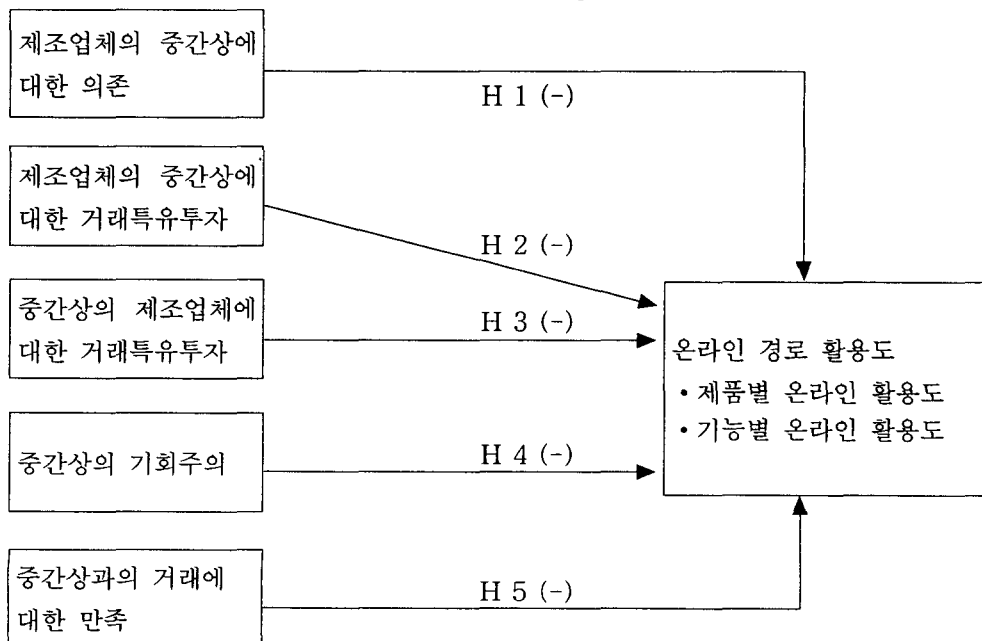 제조업체의 중간상에
대한 의존
H 1 (-)
제조업체의 중간상에
대한 거래특유투자
H 2 (-)
중간상의 제조업체에
대한 거래특유투자
H 3 (-)
온라인 경로 활용도
• 제품별 온라인 활용도
• 기능별 온라인 활용도
중간상의 기회주의
H 4 (-)
중간상과의 거래에
대한 만족
H 5 (-)